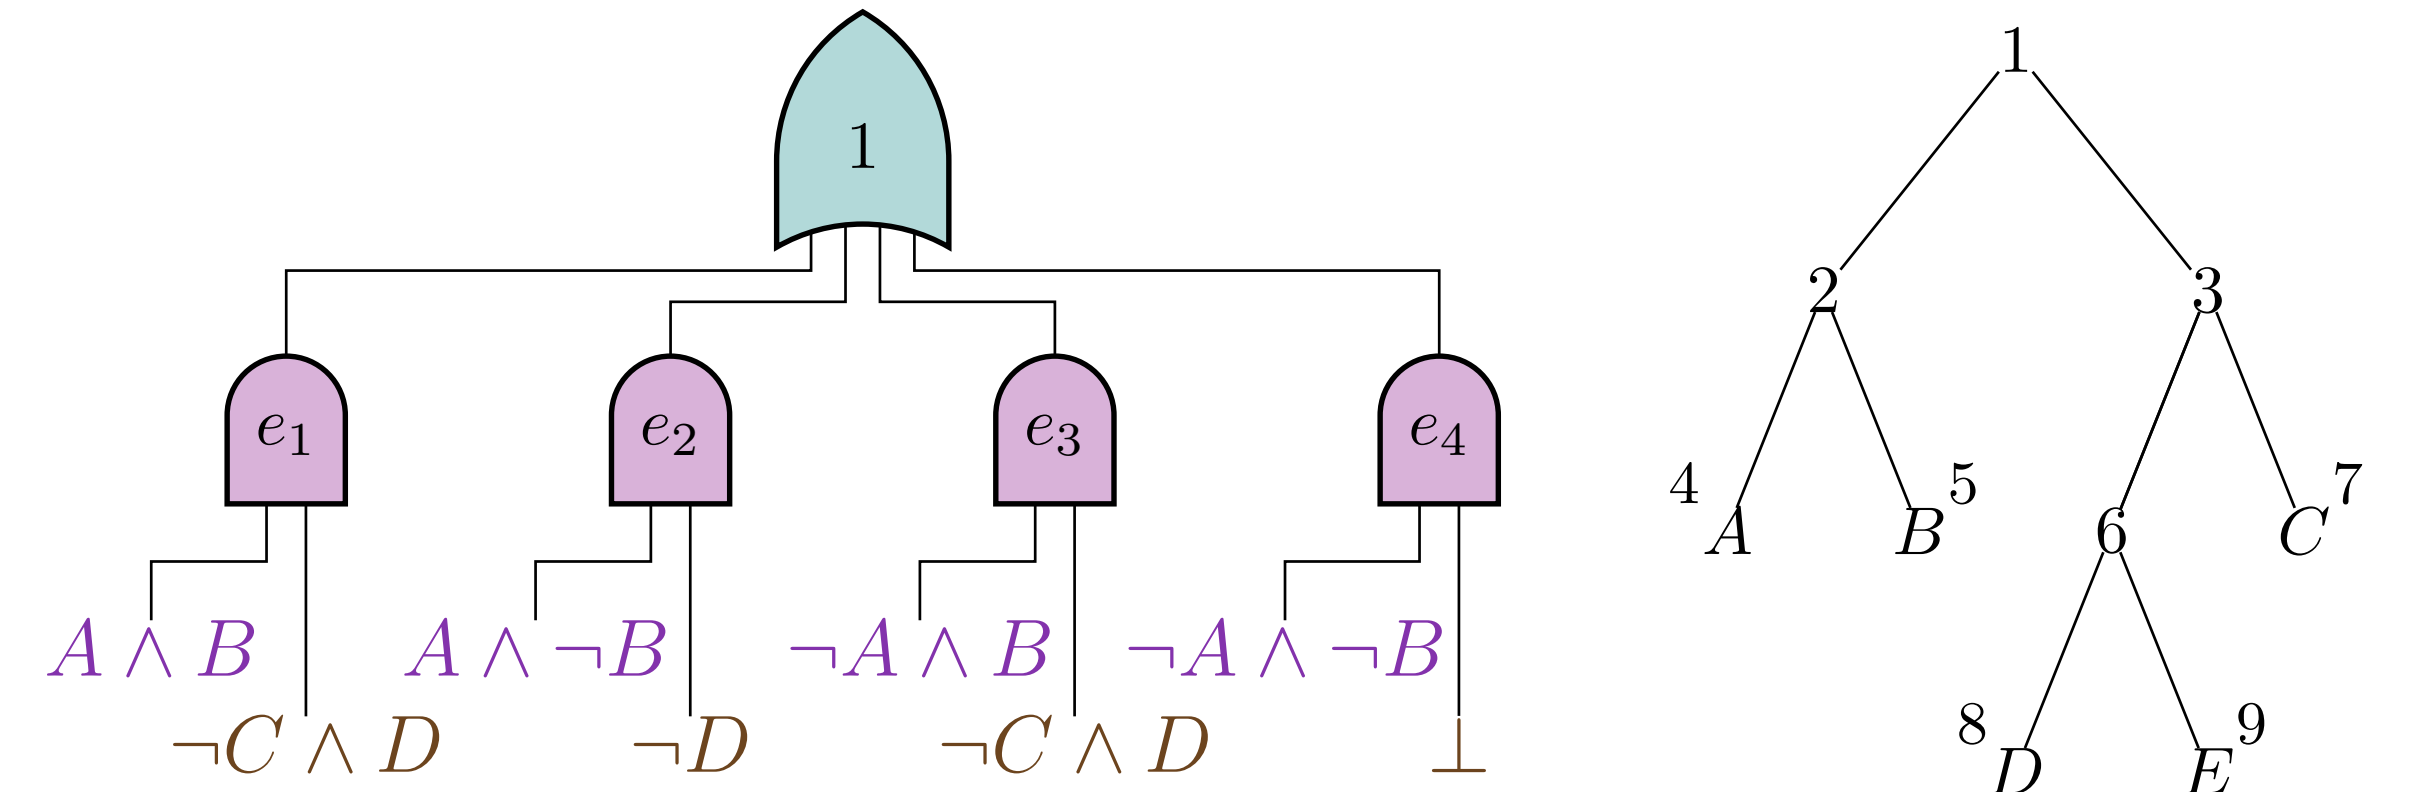 1
1
2 3
e₁ e₂ e₃ e₄
4 5 7
A B 6 C
A ∧ B A ∧ ¬B ¬A ∧ B ¬A ∧ ¬B
¬C ∧ D ¬D ¬C ∧ D ⊥
8 9
D E